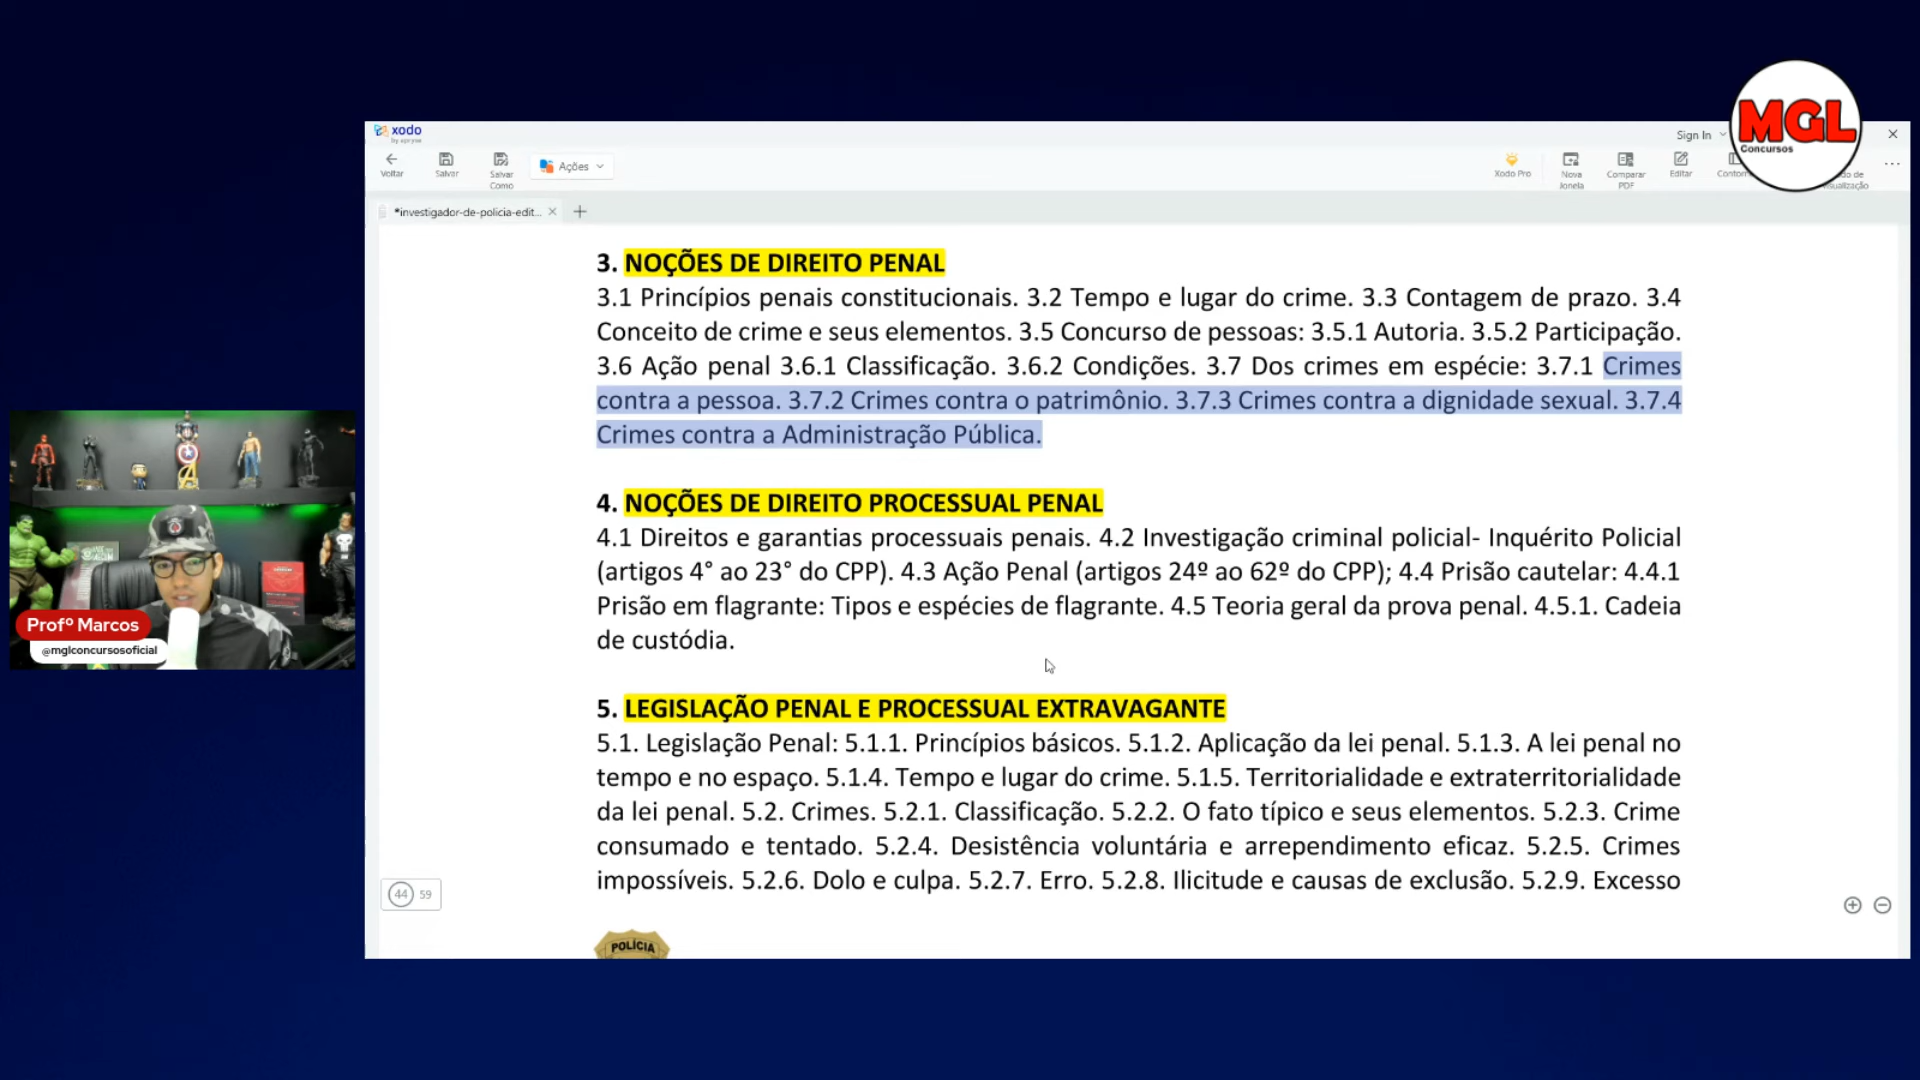 MGL
Concursos
xodo
by apryse
Sign In
Voltar
Salvar
Salvar
Como
Ações
Xodo Pro
Nova
Janela
Comparar
PDF
Editar
*investigador-de-policia-edit...
3. NOÇÕES DE DIREITO PENAL
3.1 Princípios penais constitucionais. 3.2 Tempo e lugar do crime. 3.3 Contagem de prazo. 3.4
Conceito de crime e seus elementos. 3.5 Concurso de pessoas: 3.5.1 Autoria. 3.5.2 Participação.
3.6 Ação penal 3.6.1 Classificação. 3.6.2 Condições. 3.7 Dos crimes em espécie: 3.7.1 Crimes
contra a pessoa. 3.7.2 Crimes contra o patrimônio. 3.7.3 Crimes contra a dignidade sexual. 3.7.4
Crimes contra a Administração Pública.
4. NOÇÕES DE DIREITO PROCESSUAL PENAL
4.1 Direitos e garantias processuais penais. 4.2 Investigação criminal policial- Inquérito Policial
(artigos 4° ao 23° do CPP). 4.3 Ação Penal (artigos 24º ao 62º do CPP); 4.4 Prisão cautelar: 4.4.1
Prisão em flagrante: Tipos e espécies de flagrante. 4.5 Teoria geral da prova penal. 4.5.1. Cadeia
de custódia.
5. LEGISLAÇÃO PENAL E PROCESSUAL EXTRAVAGANTE
5.1. Legislação Penal: 5.1.1. Princípios básicos. 5.1.2. Aplicação da lei penal. 5.1.3. A lei penal no
tempo e no espaço. 5.1.4. Tempo e lugar do crime. 5.1.5. Territorialidade e extraterritorialidade
da lei penal. 5.2. Crimes. 5.2.1. Classificação. 5.2.2. O fato típico e seus elementos. 5.2.3. Crime
consumado e tentado. 5.2.4. Desistência voluntária e arrependimento eficaz. 5.2.5. Crimes
impossíveis. 5.2.6. Dolo e culpa. 5.2.7. Erro. 5.2.8. Ilicitude e causas de exclusão. 5.2.9. Excesso
44 59
POLÍCIA
Profº Marcos
@mglconcursosoficial